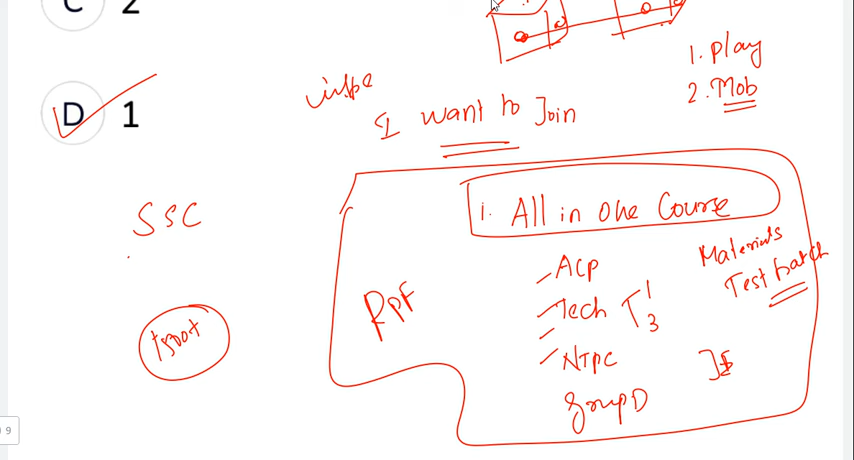 C 2
1. Play
2. Mob
D 1
I want to Join
1. All in one Course
SSC
Materials
Test batch
ACP
RPF
Tech T 1 3
NTPC
Group D
9